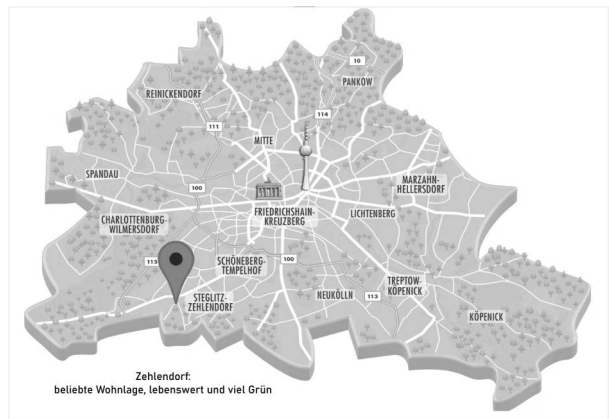 10
PANKOW
REINICKENDORF
114
111
MITTE
SPANDAU
MARZAHN-
HELLERSDORF
100
FRIEDRICHSHAIN-
KREUZBERG
LICHTENBERG
CHARLOTTENBURG-
WILMERSDORF
115
SCHÖNEBERG-
TEMPELHOF
100
TREPTOW-
KÖPENICK
STEGLITZ-
ZEHLENDORF
NEUKÖLLN
113
KÖPENICK
Zehlendorf:
beliebte Wohnlage, lebenswert und viel Grün